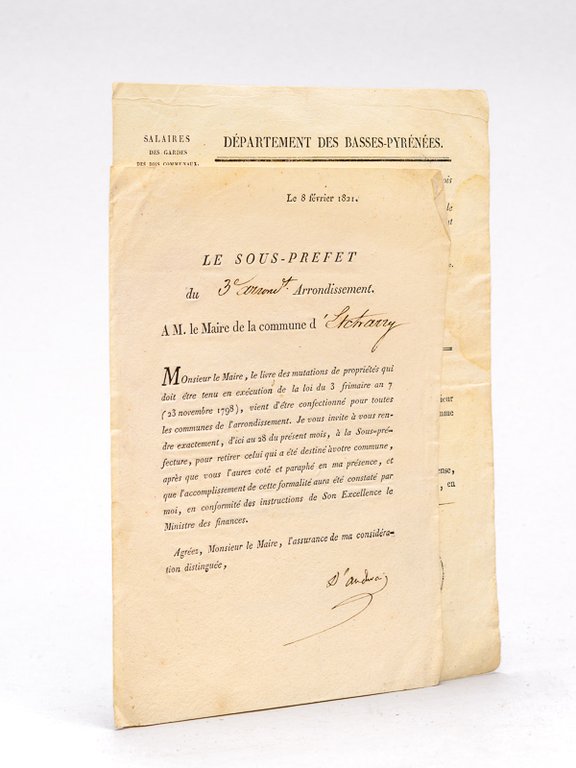 SALAIRES
DES GARDES
DES BOIS COMMUNAUX.
DÉPARTEMENT DES BASSES-PYRÉNÉES.
Le 8 février 1821.
LE SOUS-PREFET
du 3e arrondt. Arrondissement.
A M. le Maire de la commune d'Etcharry
Monsieur le Maire, le livre des mutations de propriétés qui
doit être tenu en exécution de la loi du 3 frimaire an 7
(23 novembre 1798), vient d'être confectionné pour toutes
les communes de l'arrondissement. Je vous invite à vous ren-
dre exactement, d'ici au 28 du présent mois, à la Sous-pré-
fecture, pour retirer celui qui a été destiné à votre commune,
après que vous l'aurez coté et paraphé en ma présence, et
que l'accomplissement de cette formalité aura été constaté par
moi, en conformité des instructions de Son Excellence le
Ministre des finances.
Agréez, Monsieur le Maire, l'assurance de ma considéra-
tion distinguée,